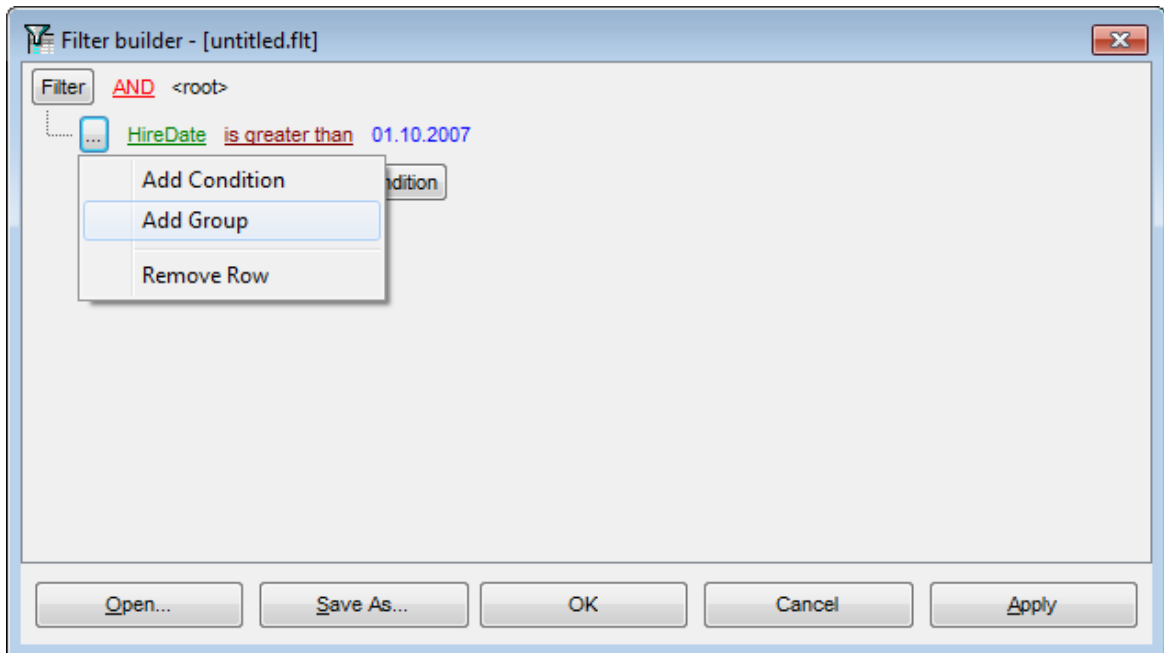 Filter builder - [untitled.flt]
Filter AND <root>
... HireDate is greater than 01.10.2007
Add Condition
Add Group
Remove Row
Open... Save As... OK Cancel Apply